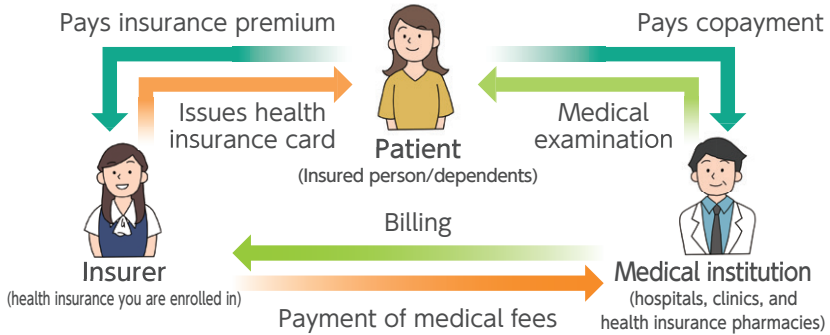 Pays insurance premium
Pays copayment
Issues health
insurance card
Medical
examination
Patient
(Insured person/dependents)
Billing
Insurer
(health insurance you are enrolled in)
Medical institution
(hospitals, clinics, and
health insurance pharmacies)
Payment of medical fees